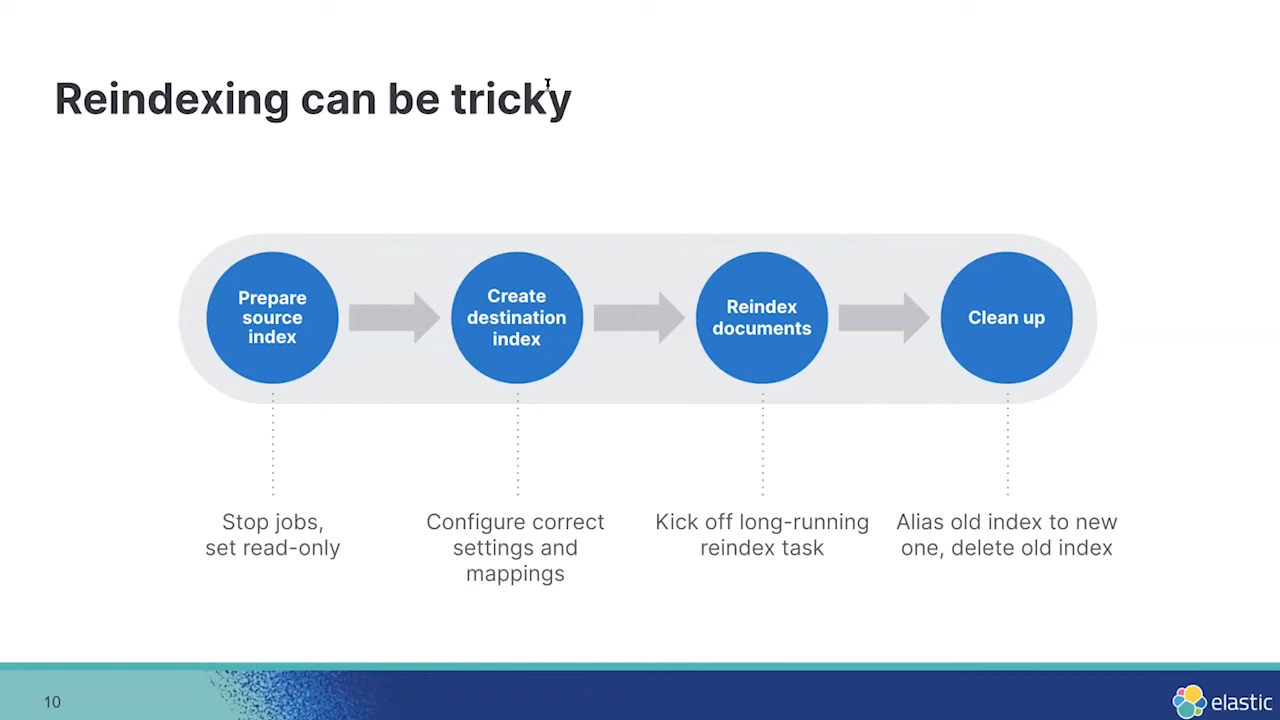 Reindexing can be tricky
Prepare
source
index
Create
destination
index
Reindex
documents
Clean up
Stop jobs,
set read-only
Configure correct
settings and
mappings
Kick off long-running
reindex task
Alias old index to new
one, delete old index
10
elastic